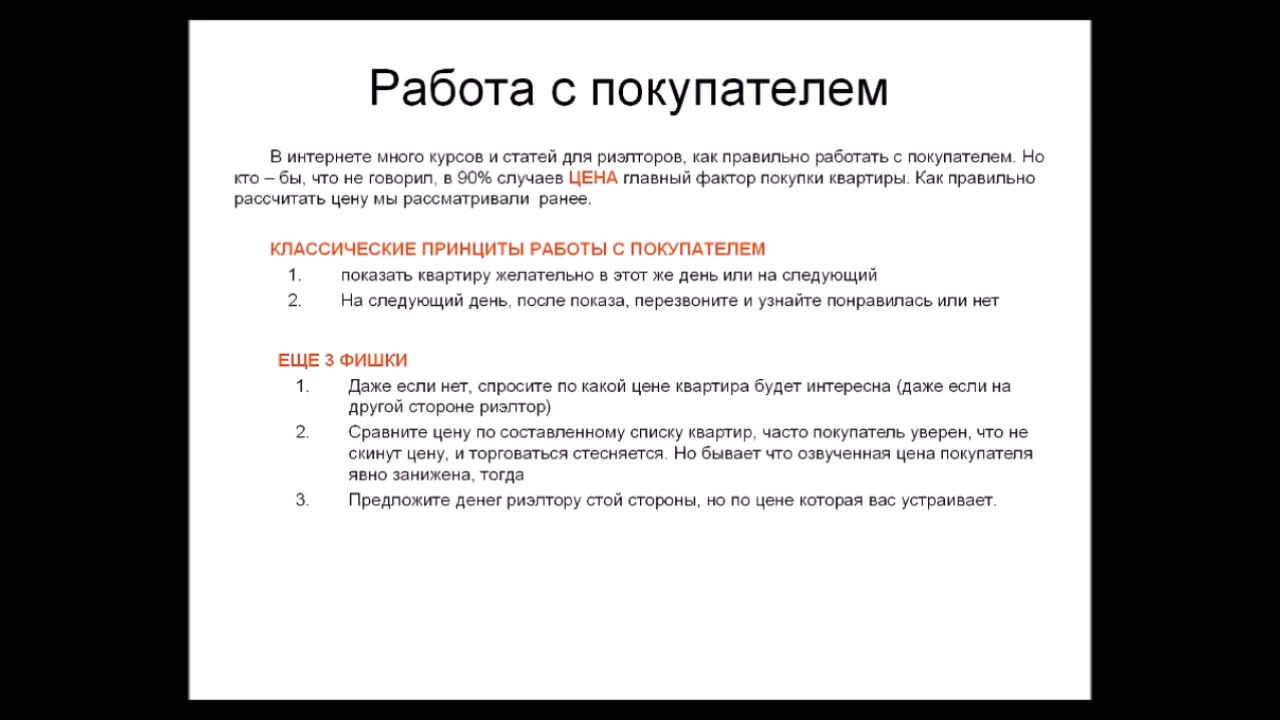 Работа с покупателем
В интернете много курсов и статей для риэлторов, как правильно работать с покупателем. Но
кто – бы, что не говорил, в 90% случаев ЦЕНА главный фактор покупки квартиры. Как правильно
рассчитать цену мы рассматривали ранее.
КЛАССИЧЕСКИЕ ПРИНЦИТЫ РАБОТЫ С ПОКУПАТЕЛЕМ
1. показать квартиру желательно в этот же день или на следующий
2. На следующий день, после показа, перезвоните и узнайте понравилась или нет
ЕЩЕ 3 ФИШКИ
1. Даже если нет, спросите по какой цене квартира будет интересна (даже если на
другой стороне риэлтор)
2. Сравните цену по составленному списку квартир, часто покупатель уверен, что не
скинут цену, и торговаться стесняется. Но бывает что озвученная цена покупателя
явно занижена, тогда
3. Предложите денег риэлтору стой стороны, но по цене которая вас устраивает.